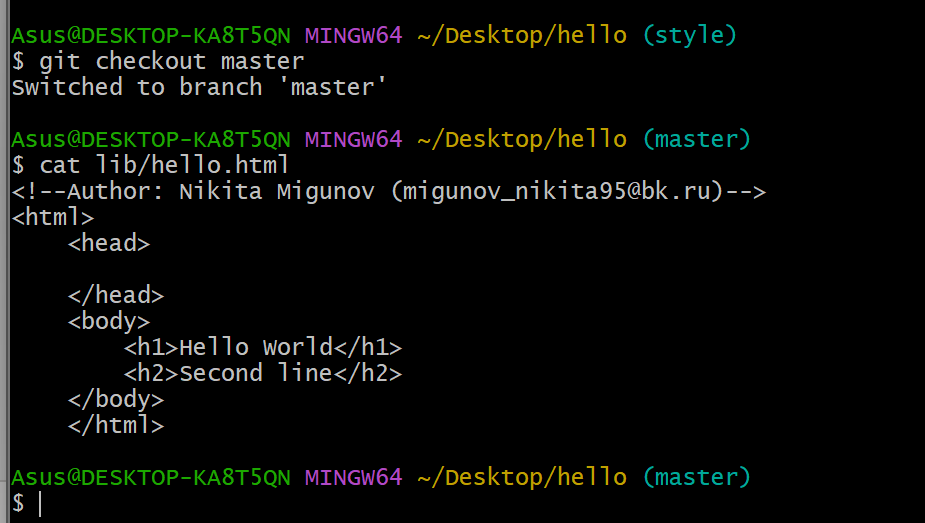 Asus@DESKTOP-KA8T5QN MINGW64 ~/Desktop/hello (style)
$ git checkout master
Switched to branch 'master'

Asus@DESKTOP-KA8T5QN MINGW64 ~/Desktop/hello (master)
$ cat lib/hello.html
<!--Author: Nikita Migunov (migunov_nikita95@bk.ru)-->
<html>
    <head>

    </head>
    <body>
        <h1>Hello World</h1>
        <h2>Second line</h2>
    </body>
    </html>

Asus@DESKTOP-KA8T5QN MINGW64 ~/Desktop/hello (master)
$